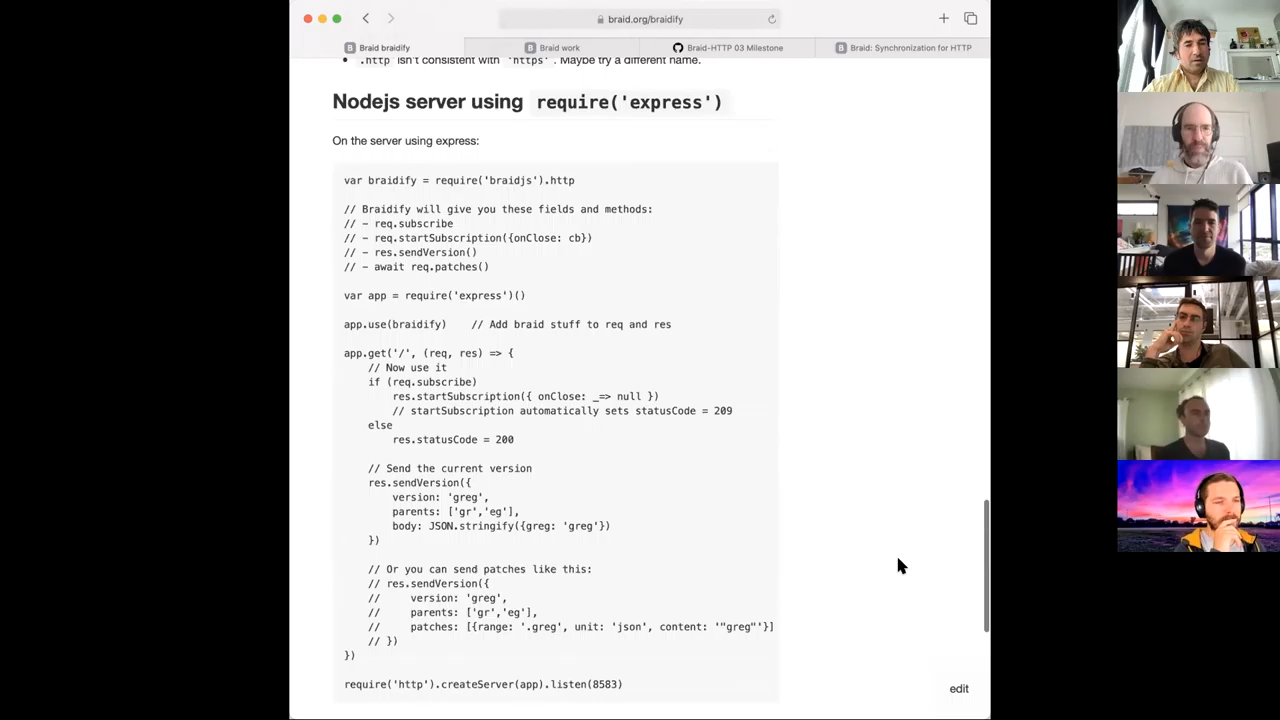 braid.org/braidify
Braid braidify
Braid work
Braid-HTTP 03 Milestone
Braid: Synchronization for HTTP
.http isn't consistent with 'https'. Maybe try a different name.
Nodejs server using require('express')
On the server using express:
var braidify = require('braidjs').http
// Braidify will give you these fields and methods:
// - req.subscribe
// - req.startSubscription({onClose: cb})
// - res.sendVersion()
// - await req.patches()
var app = require('express')()
app.use(braidify)    // Add braid stuff to req and res
app.get('/', (req, res) => {
    // Now use it
    if (req.subscribe)
        res.startSubscription({ onClose: _=> null })
        // startSubscription automatically sets statusCode = 209
    else
        res.statusCode = 200
    // Send the current version
    res.sendVersion({
        version: 'greg',
        parents: ['gr','eg'],
        body: JSON.stringify({greg: 'greg'})
    })
    // Or you can send patches like this:
    // res.sendVersion({
    //     version: 'greg',
    //     parents: ['gr','eg'],
    //     patches: [{range: '.greg', unit: 'json', content: '"greg"'}]
    // })
})
require('http').createServer(app).listen(8583)
edit